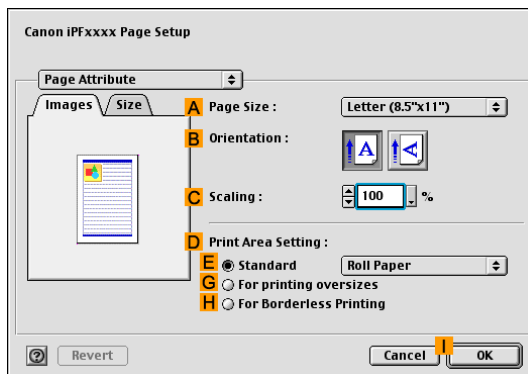 Canon iPFxxxx Page Setup
Page Attribute
Images Size
A Page Size : Letter (8.5"x11")
B Orientation : A A
C Scaling : 100 %
D Print Area Setting :
E Standard Roll Paper
G For printing oversizes
H For Borderless Printing
? Revert Cancel I OK